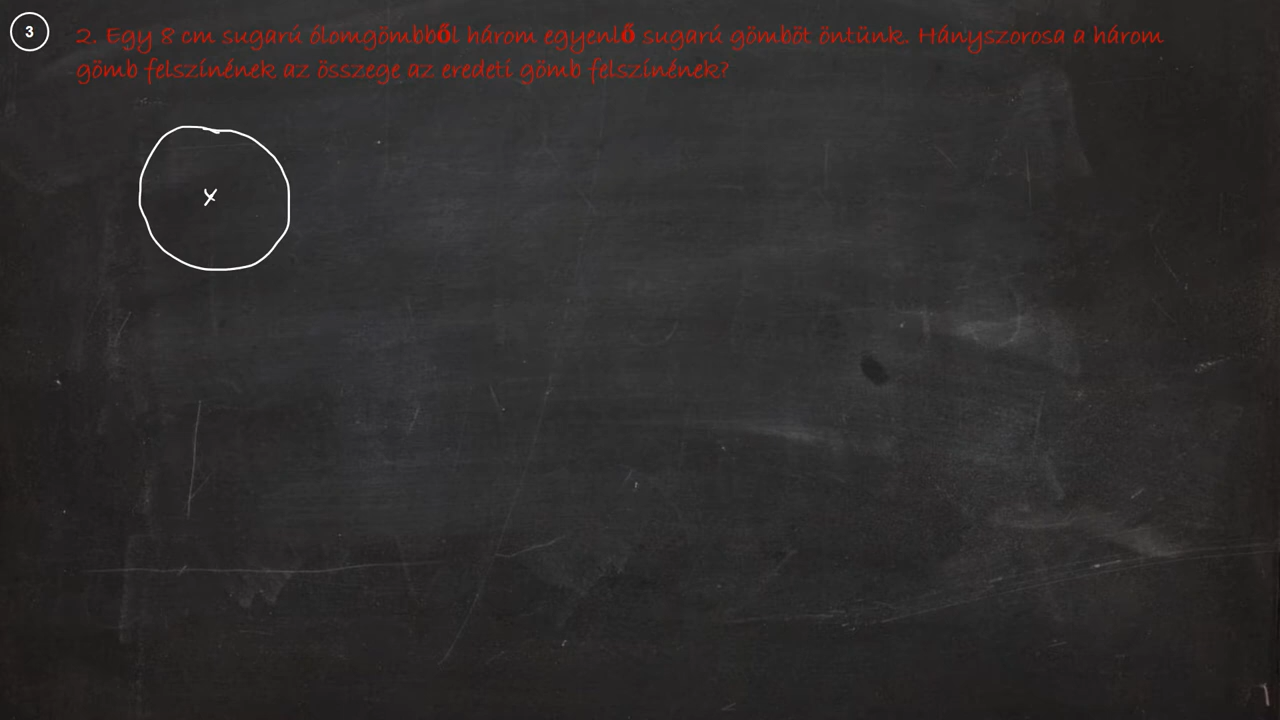 3
2. Egy 8 cm sugarú ólomgömbből három egyenlő sugarú gömböt öntünk. Hányszorosa a három
gömb felszínének az összege az eredeti gömb felszínének?
x